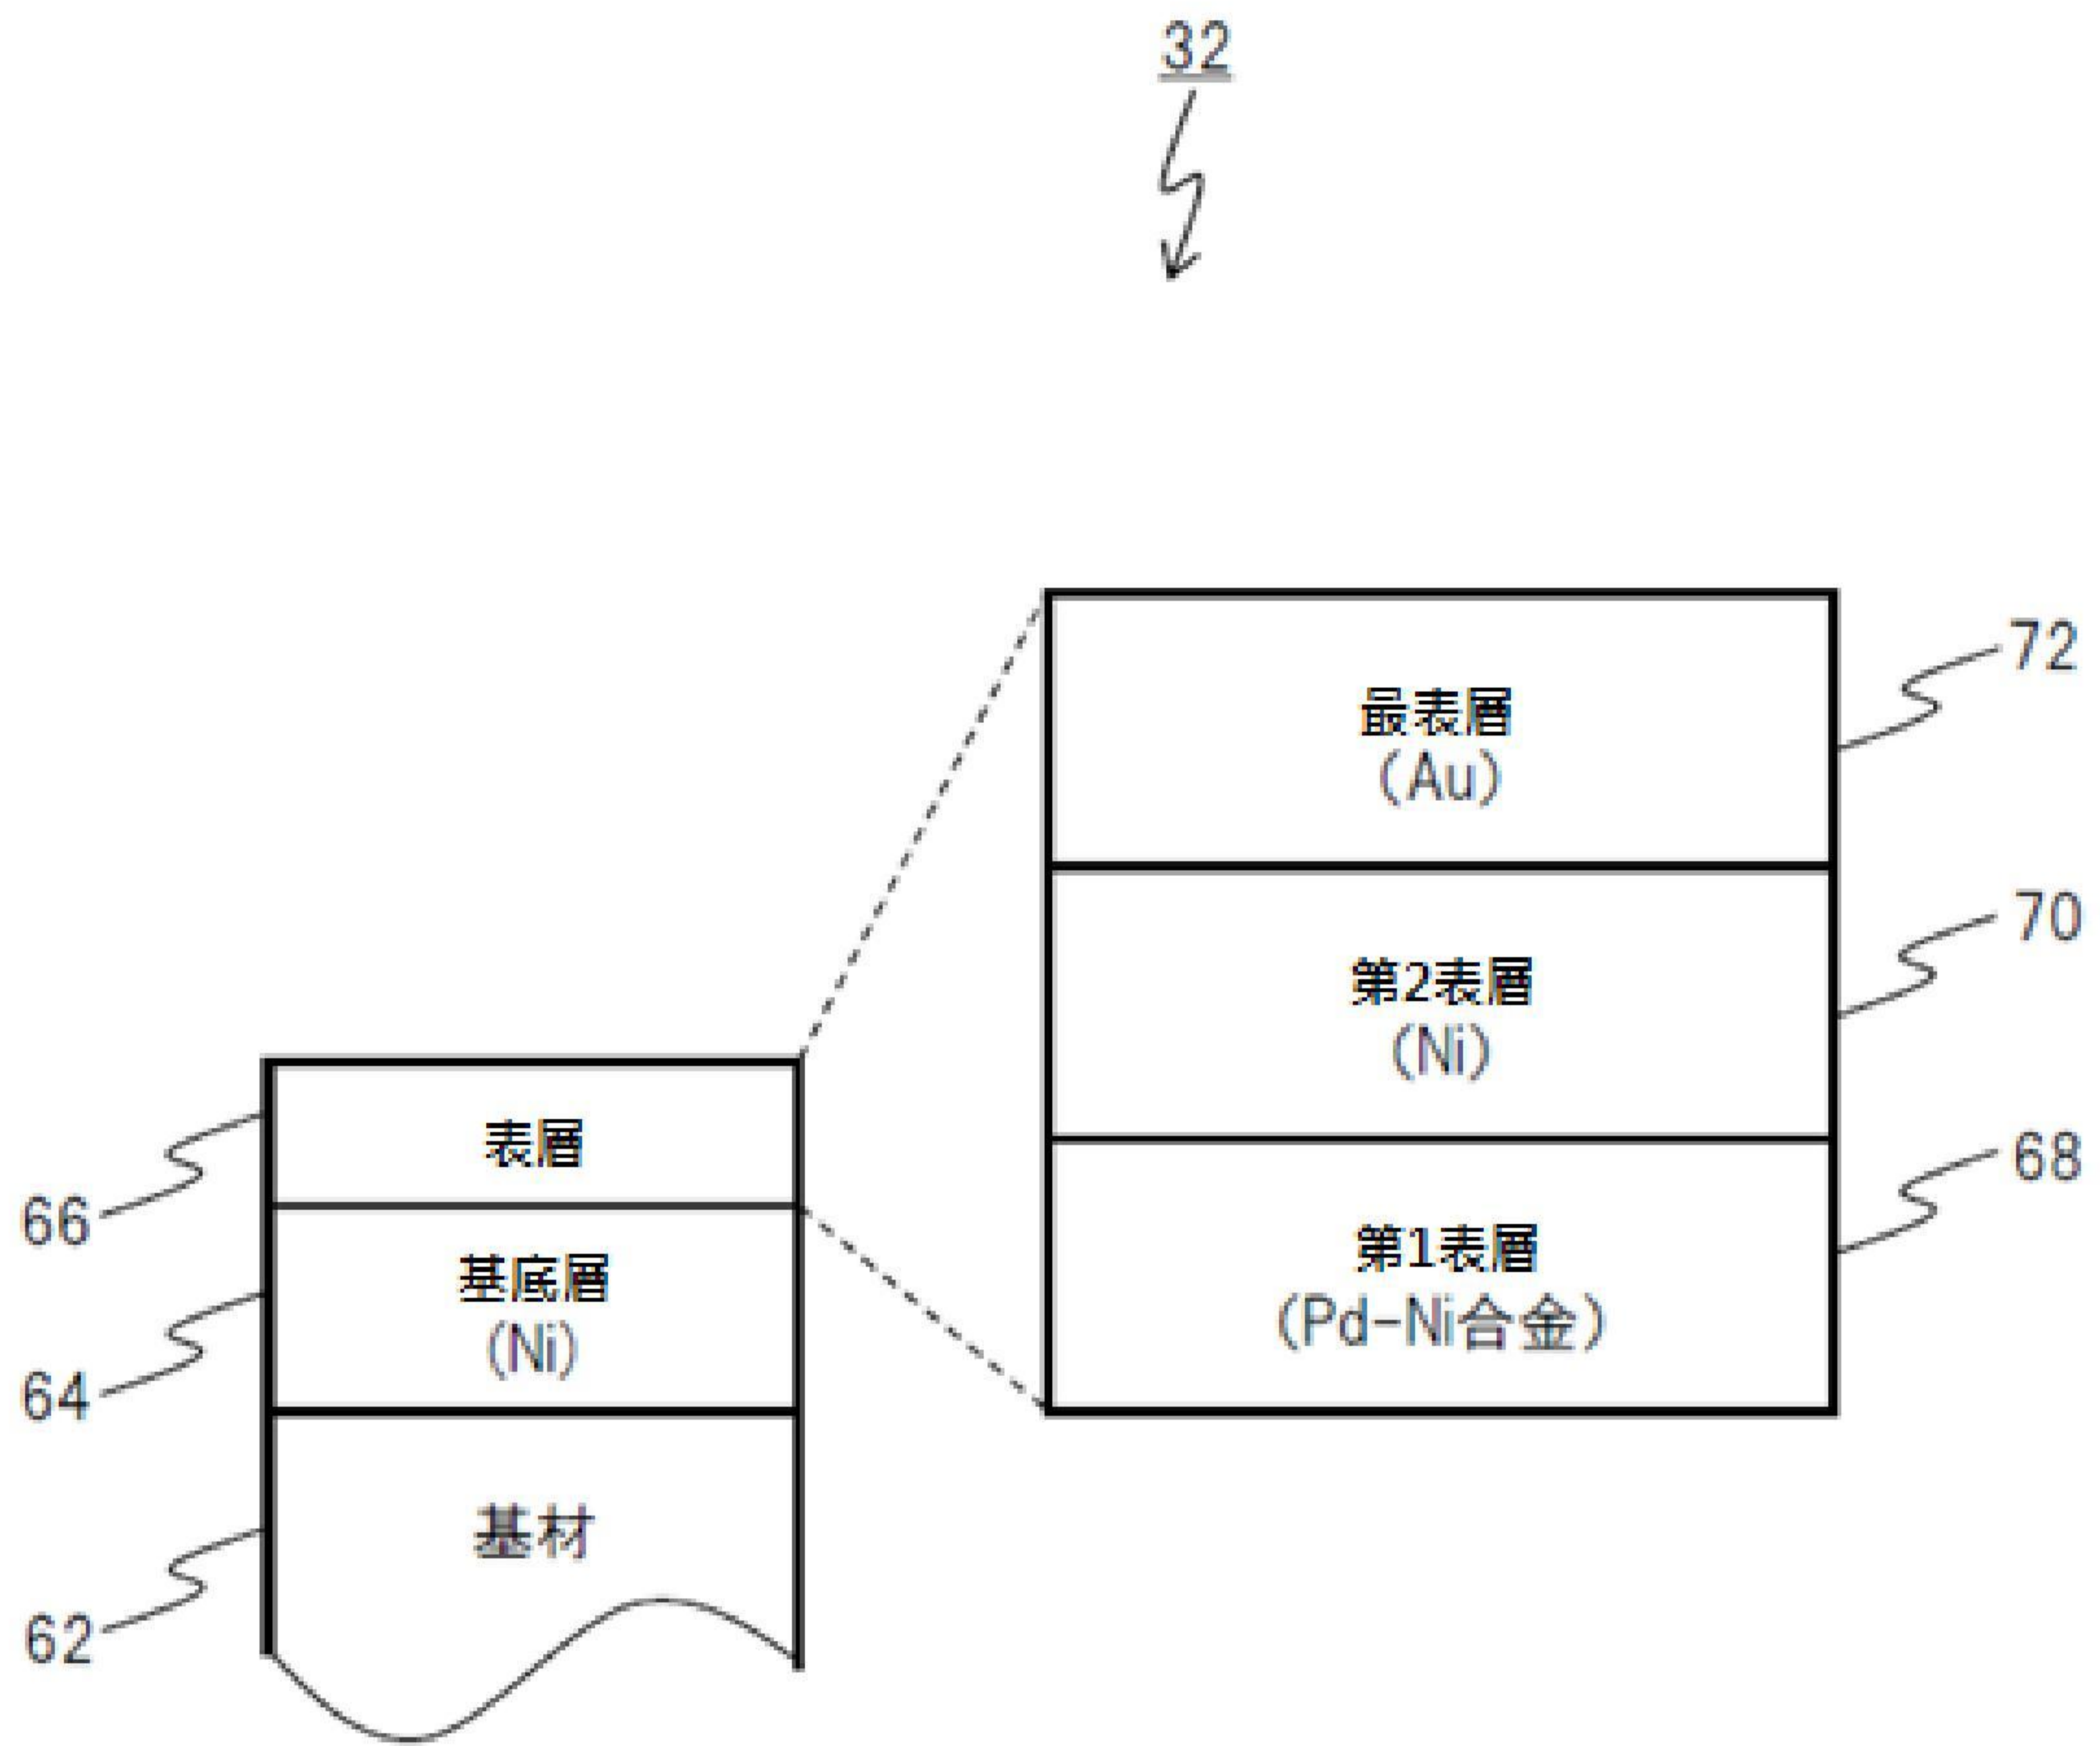 32
最表層
(Au)
72
第2表層
(Ni)
70
第1表層
(Pd-Ni合金)
68
表層
66
基底層
(Ni)
64
基材
62